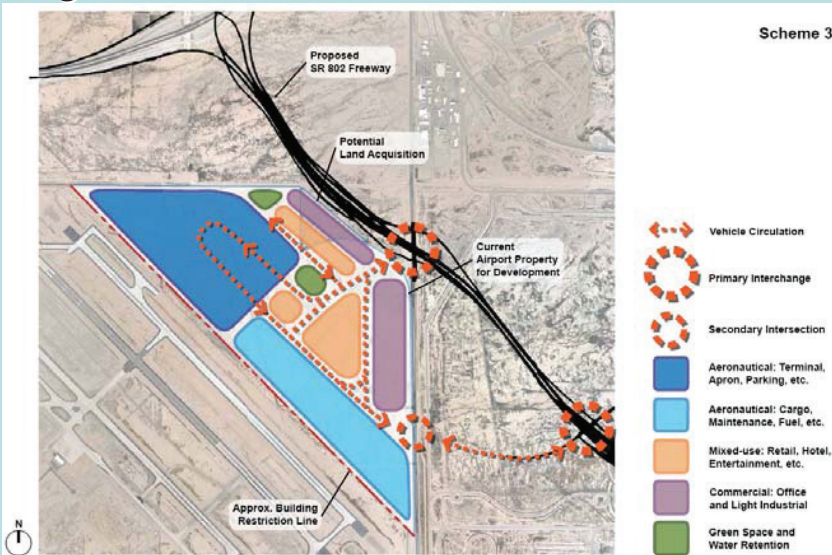 Scheme 3
Proposed
SR 802 Freeway
Potential
Land Acquisition
Current
Airport Property
for Development
Approx. Building
Restriction Line
N
Vehicle Circulation
Primary Interchange
Secondary Intersection
Aeronautical: Terminal,
Apron, Parking, etc.
Aeronautical: Cargo,
Maintenance, Fuel, etc.
Mixed-use: Retail, Hotel,
Entertainment, etc.
Commercial: Office
and Light Industrial
Green Space and
Water Retention